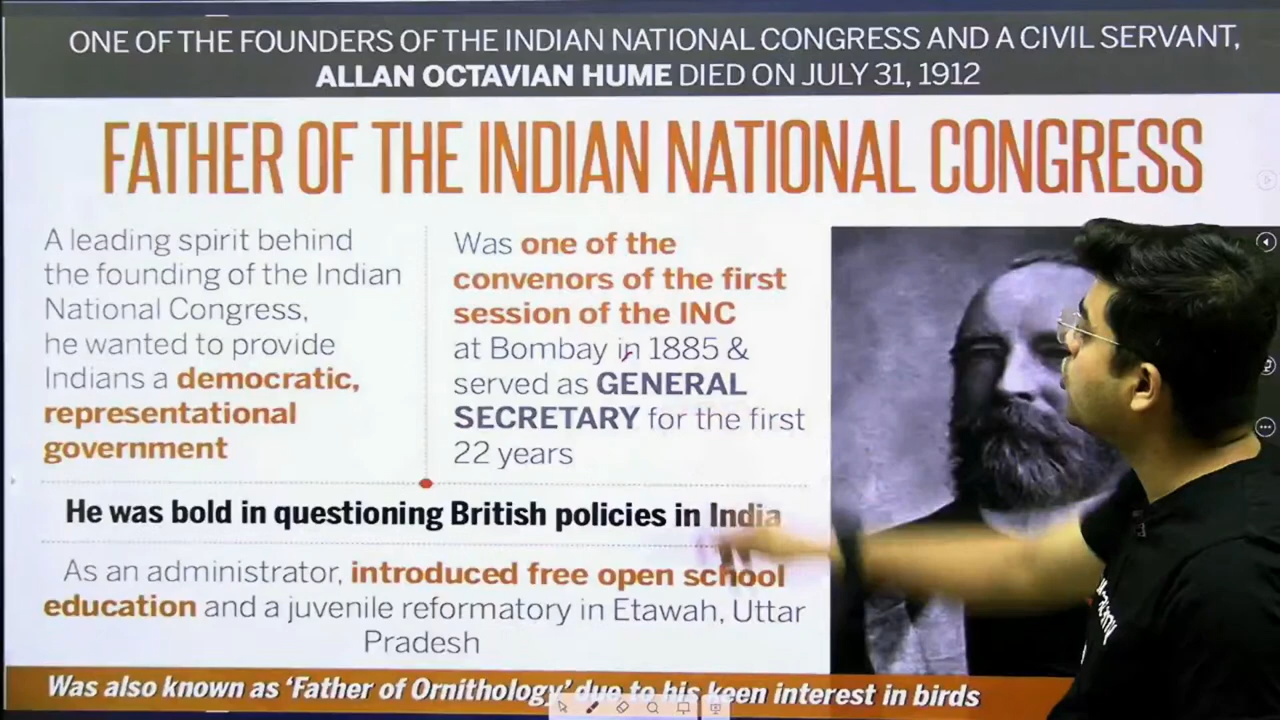 ONE OF THE FOUNDERS OF THE INDIAN NATIONAL CONGRESS AND A CIVIL SERVANT,
ALLAN OCTAVIAN HUME DIED ON JULY 31, 1912
FATHER OF THE INDIAN NATIONAL CONGRESS
A leading spirit behind
the founding of the Indian
National Congress,
he wanted to provide
Indians a democratic,
representational
government
Was one of the
convenors of the first
session of the INC
at Bombay in 1885 &
served as GENERAL
SECRETARY for the first
22 years
He was bold in questioning British policies in India
As an administrator, introduced free open school
education and a juvenile reformatory in Etawah, Uttar
Pradesh
Was also known as 'Father of Ornithology' due to his keen interest in birds